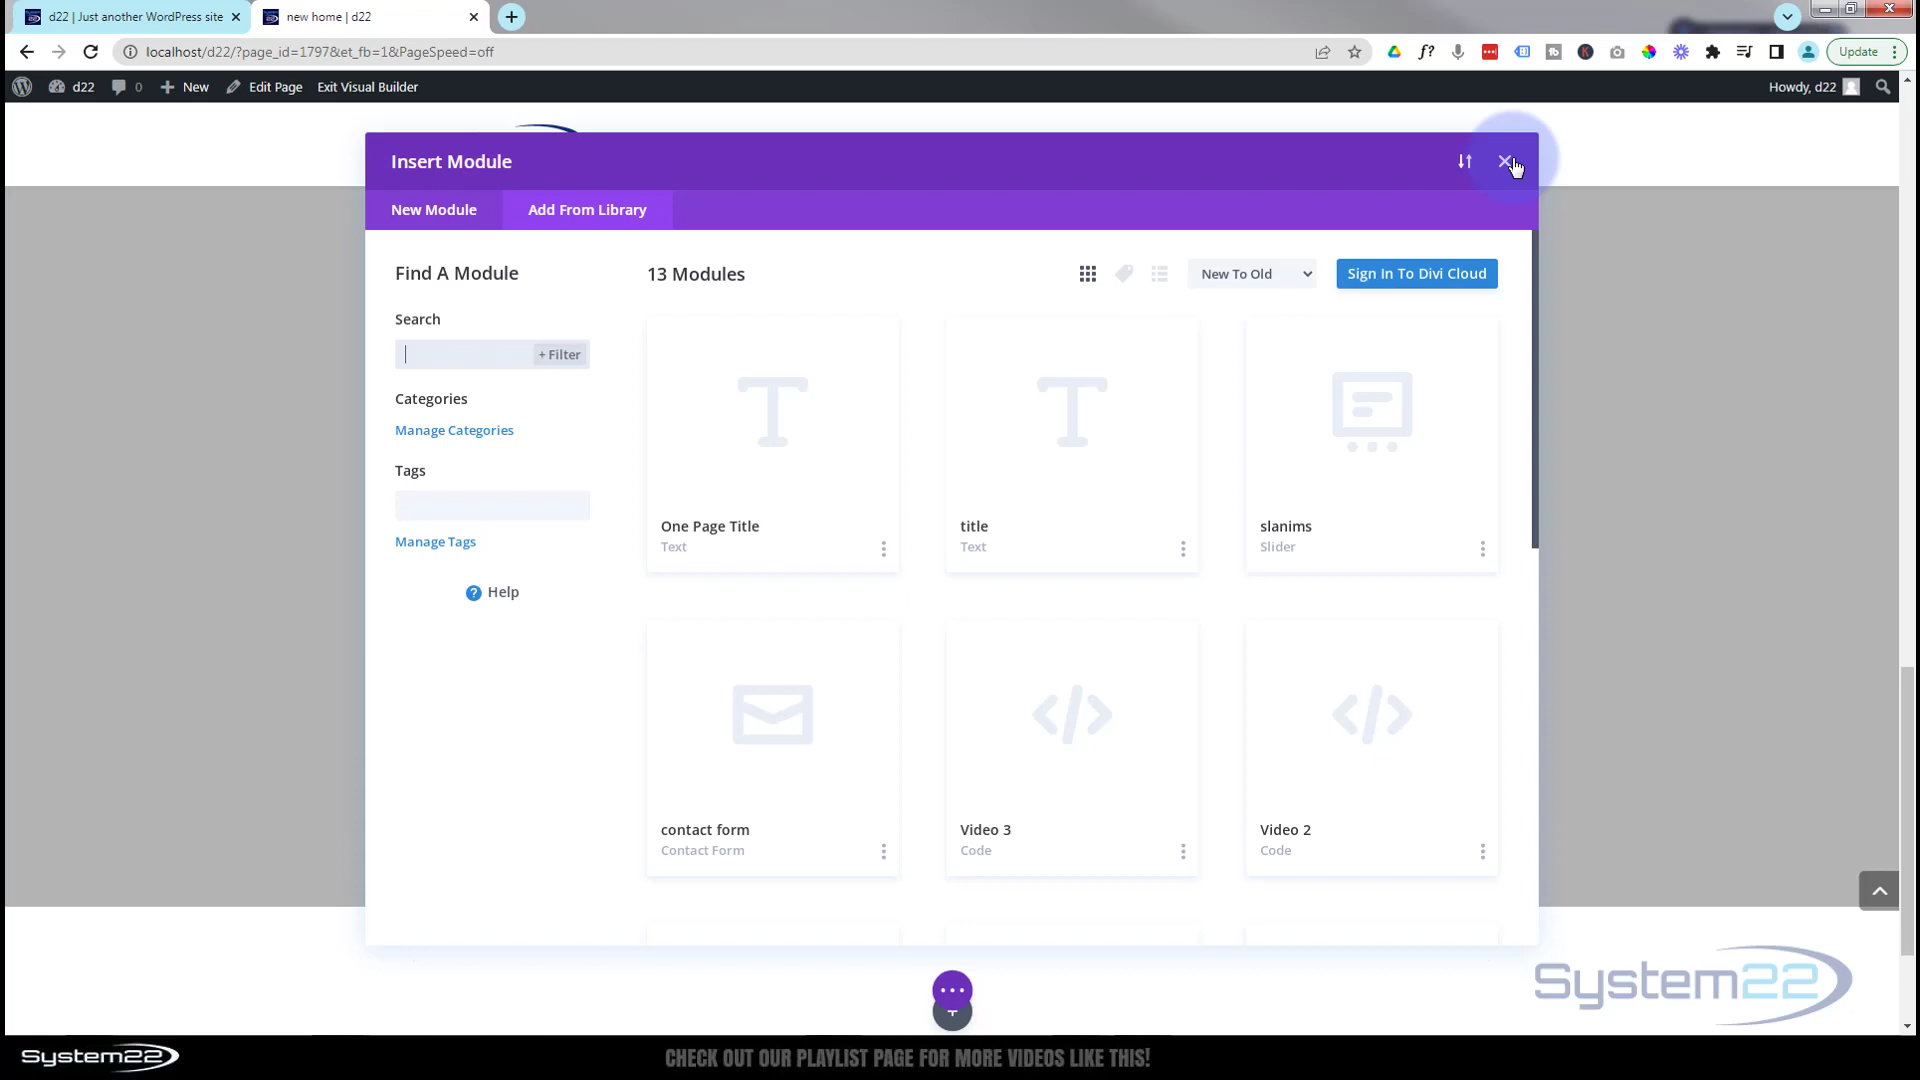 d22 | Just another WordPress site
new home | d22
localhost/d22/?page_id=1797&et_fb=1&PageSpeed=off
f?
Update
d22
0
New
Edit Page
Exit Visual Builder
Howdy, d22
Insert Module
New Module
Add From Library
Find A Module
13 Modules
New To Old
Sign In To Divi Cloud
Search
+ Filter
Categories
Manage Categories
Tags
Manage Tags
? Help
One Page Title
Text
title
Text
slanims
Slider
contact form
Contact Form
Video 3
Code
Video 2
Code
System22
System22
CHECK OUT OUR PLAYLIST PAGE FOR MORE VIDEOS LIKE THIS!